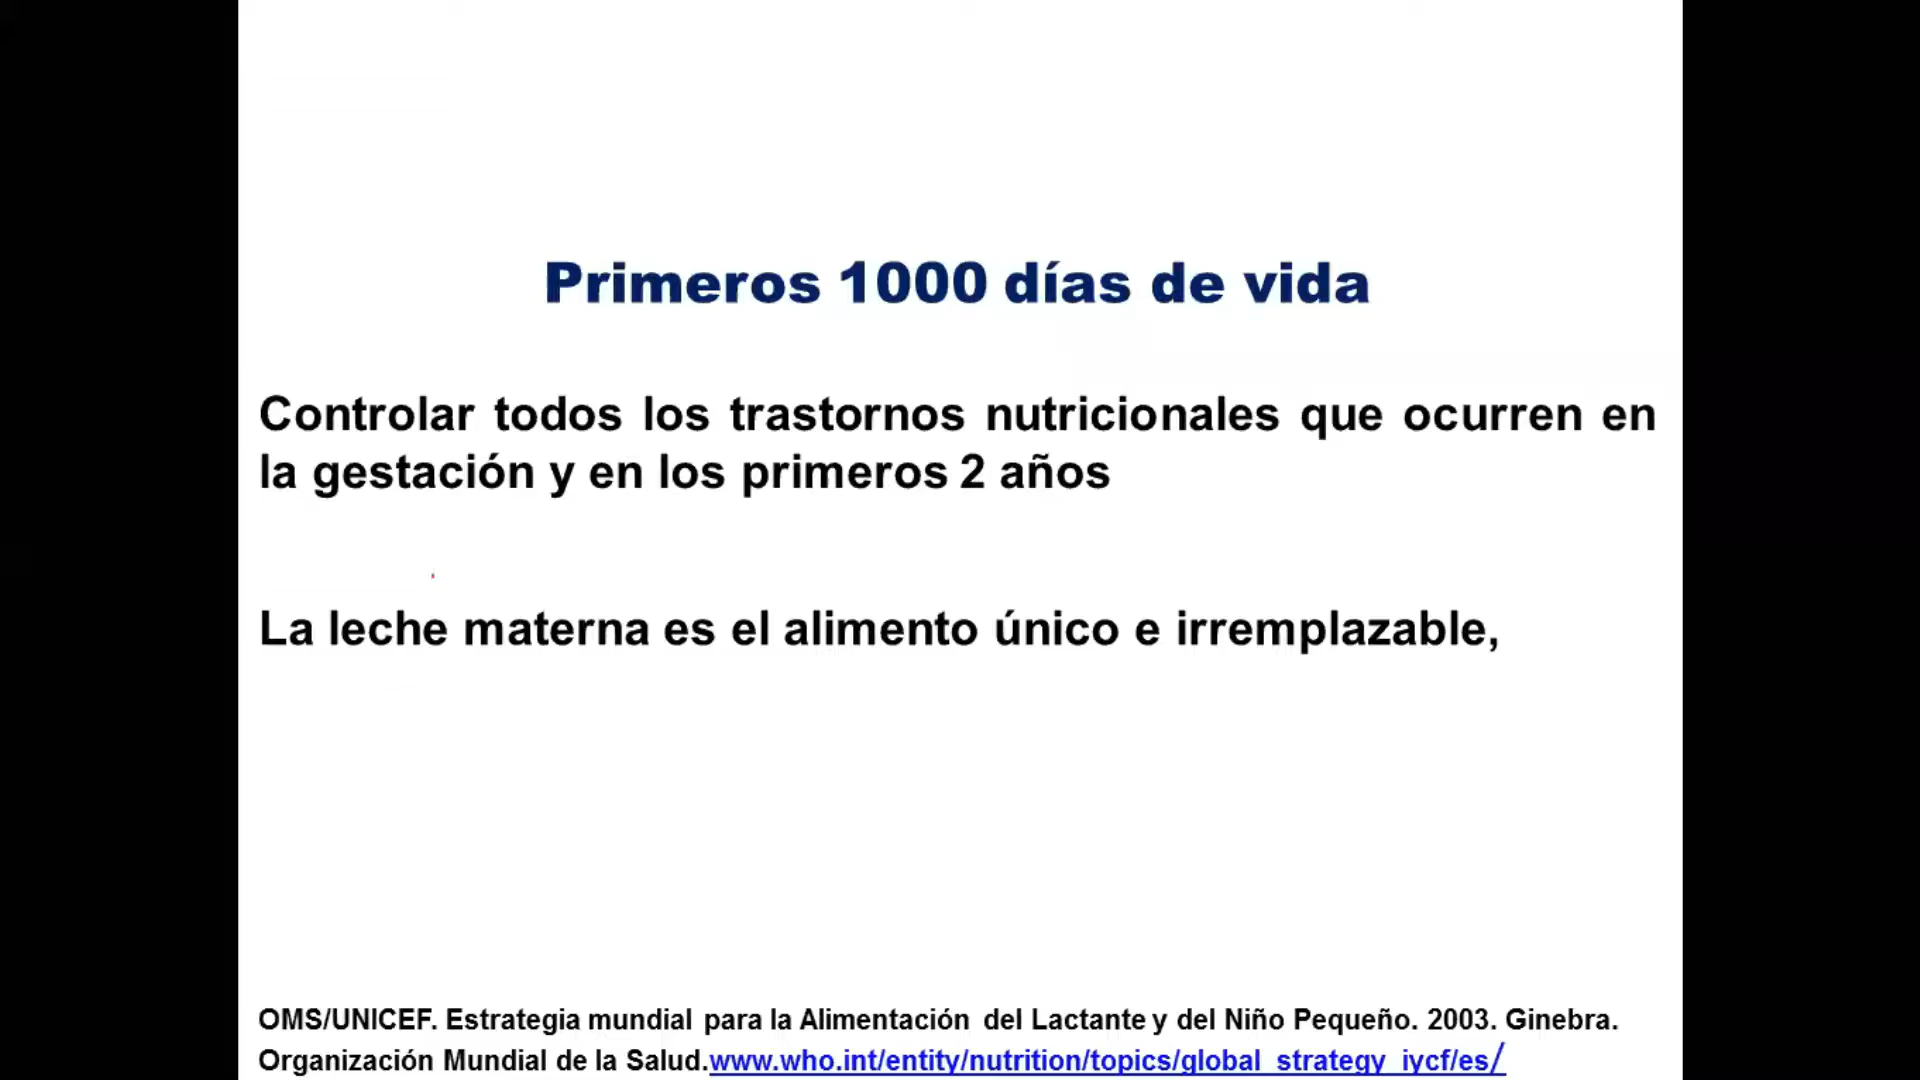 Primeros 1000 días de vida
Controlar todos los trastornos nutricionales que ocurren en
la gestación y en los primeros 2 años
La leche materna es el alimento único e irremplazable,
OMS/UNICEF. Estrategia mundial para la Alimentación del Lactante y del Niño Pequeño. 2003. Ginebra.
Organización Mundial de la Salud.www.who.int/entity/nutrition/topics/global_strategy_iycf/es/